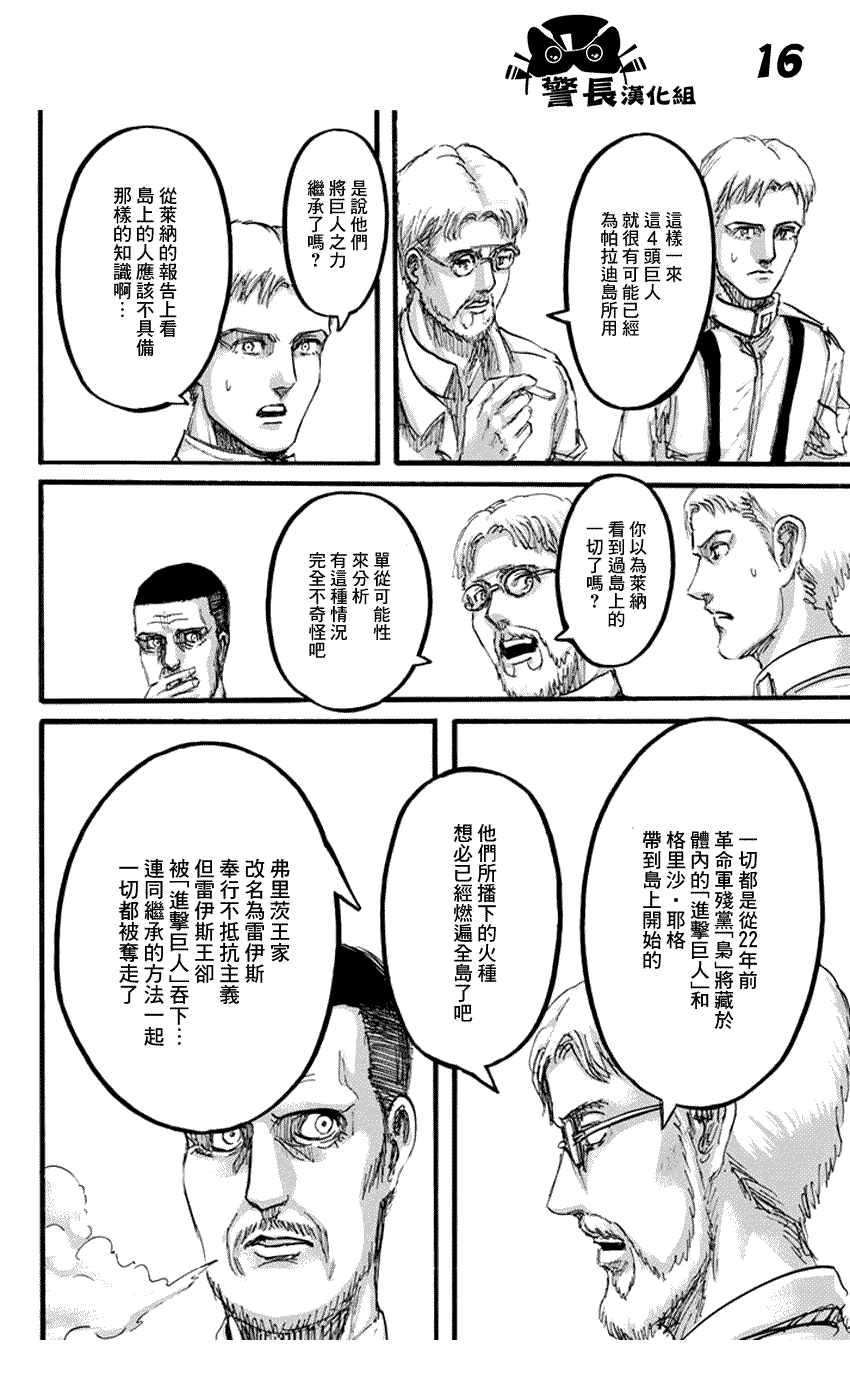 警長漢化組
16
這樣一來
這4頭巨人
就很有可能已經
為帕拉迪島所用
是說他們
將巨人之力
繼承了嗎？
從萊納的報告上看
島上的人應該不具備
那樣的知識啊…
你以為萊納
看到過島上的
一切了嗎？
單從可能性
來分析
有這種情況
完全不奇怪吧
一切都是從22年前
革命軍殘黨「梟」將藏於
體內的「進擊巨人」和
格里沙·耶格
帶到島上開始的
他們所播下的火種
想必已經燃遍全島了吧
弗里茨王家
改名為雷伊斯
奉行不抵抗主義
但雷伊斯王卻
被「進擊巨人」吞下…
連同繼承的方法一起
一切都被奪走了